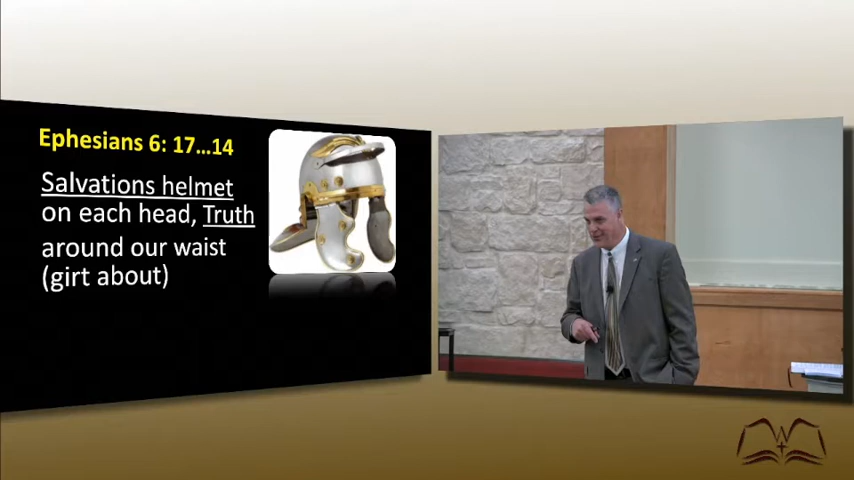 Ephesians 6: 17...14
Salvations helmet
on each head, Truth
around our waist
(girt about)